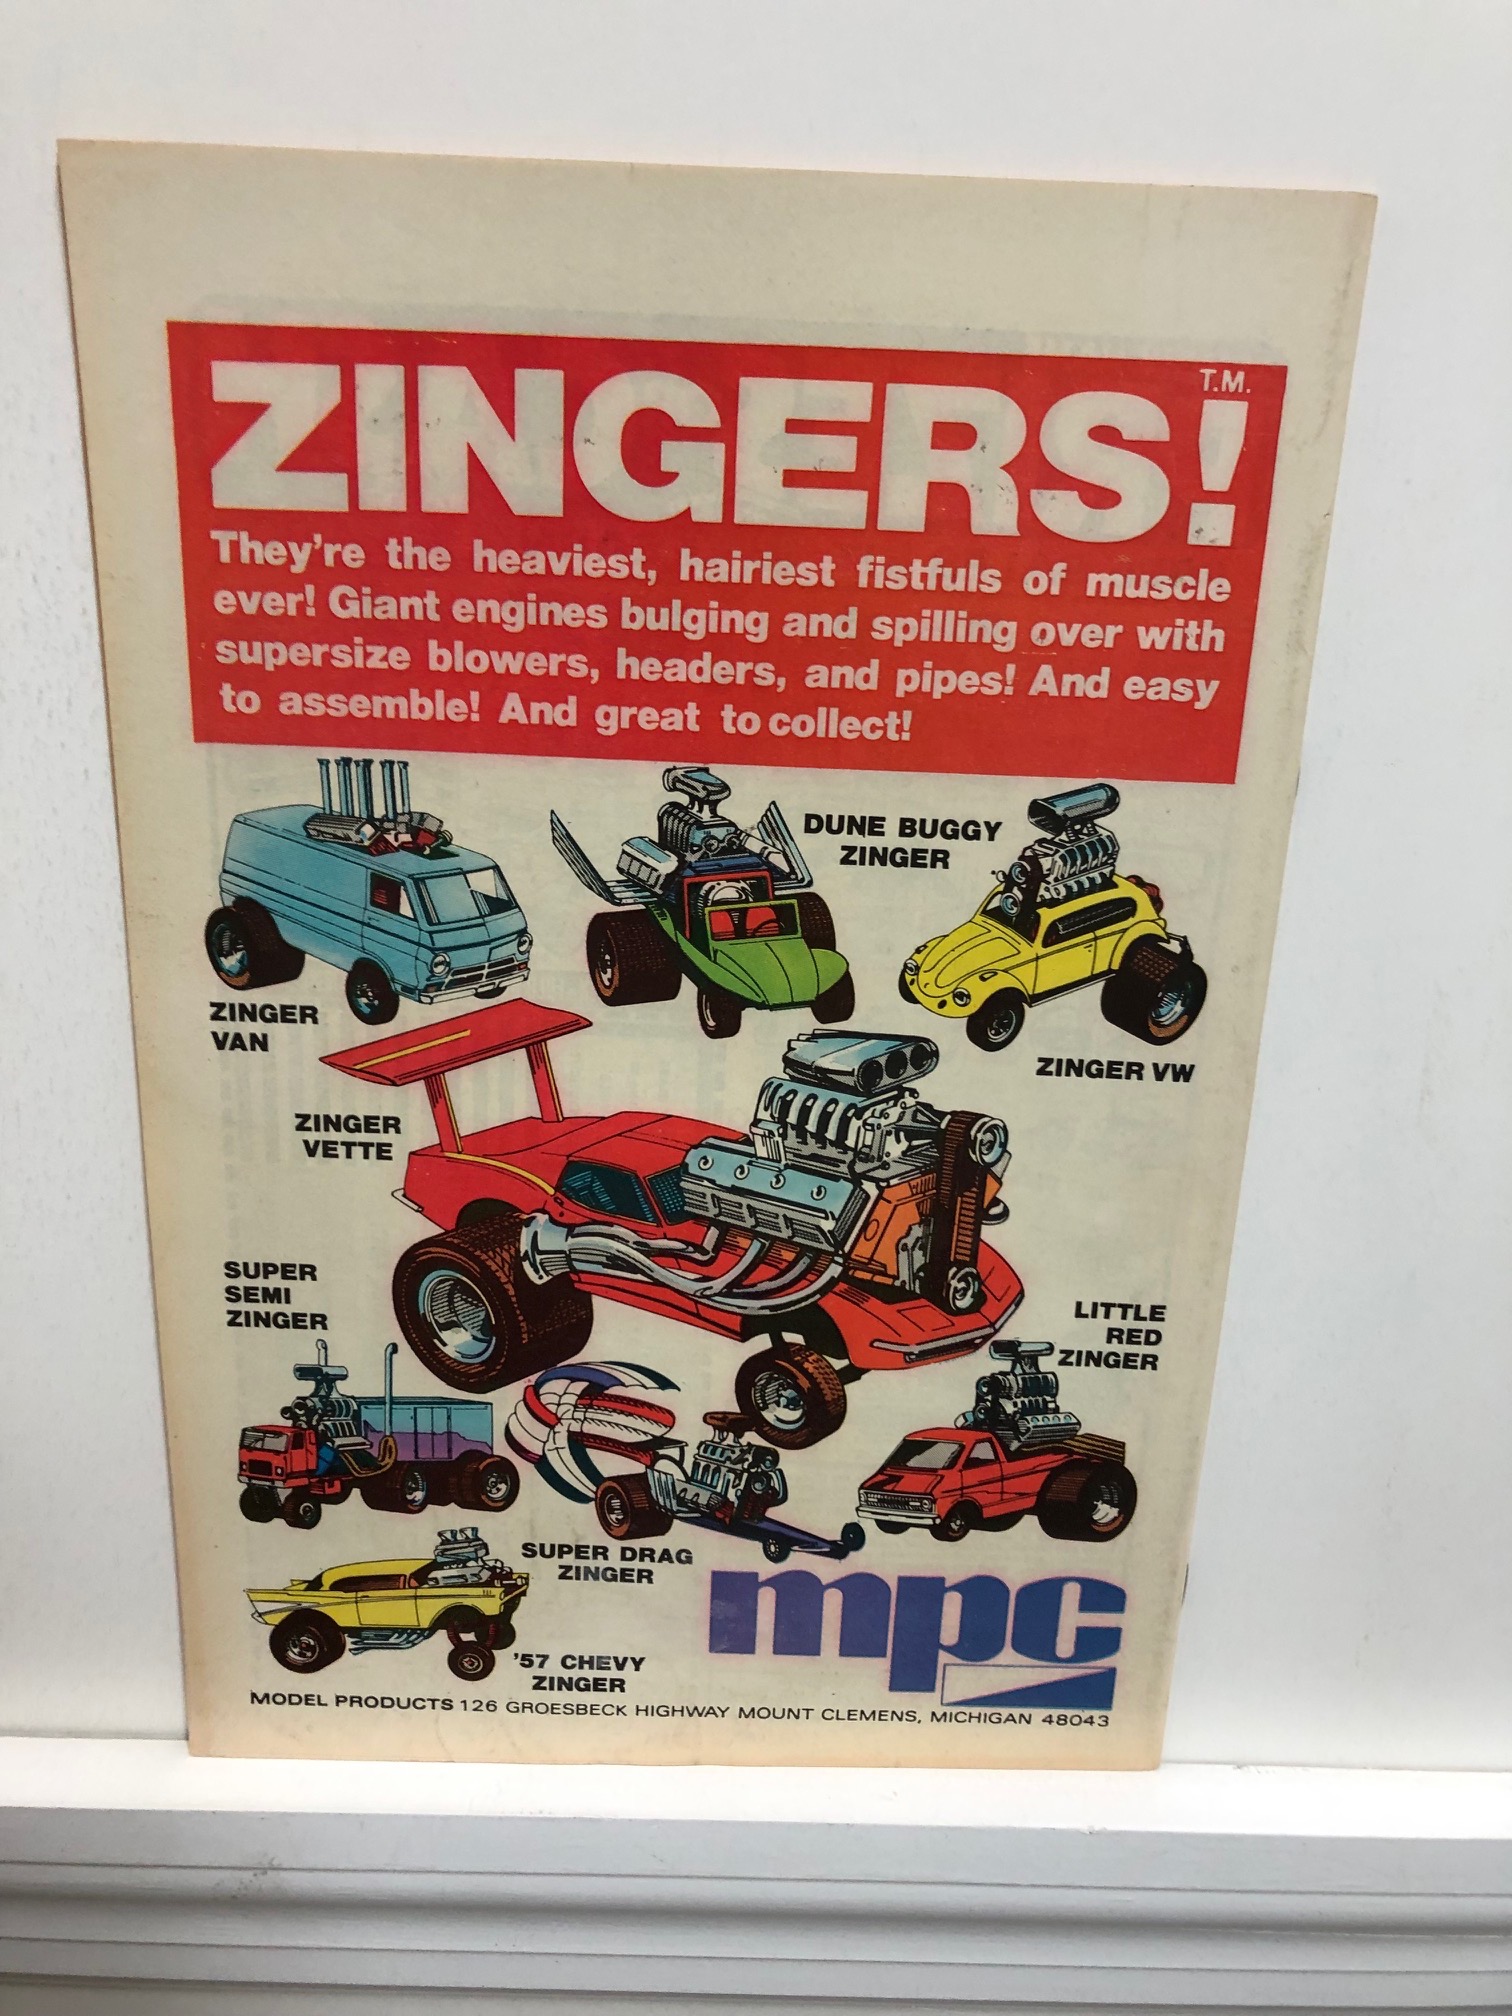 ZINGERS! T.M.
They're the heaviest, hairiest fistfuls of muscle
ever! Giant engines bulging and spilling over with
supersize blowers, headers, and pipes! And easy
to assemble! And great to collect!
DUNE BUGGY
ZINGER
ZINGER
VAN
ZINGER VW
ZINGER
VETTE
SUPER
SEMI
ZINGER
LITTLE
RED
ZINGER
SUPER DRAG
ZINGER
'57 CHEVY
ZINGER
mpc
MODEL PRODUCTS 126 GROESBECK HIGHWAY MOUNT CLEMENS, MICHIGAN 48043